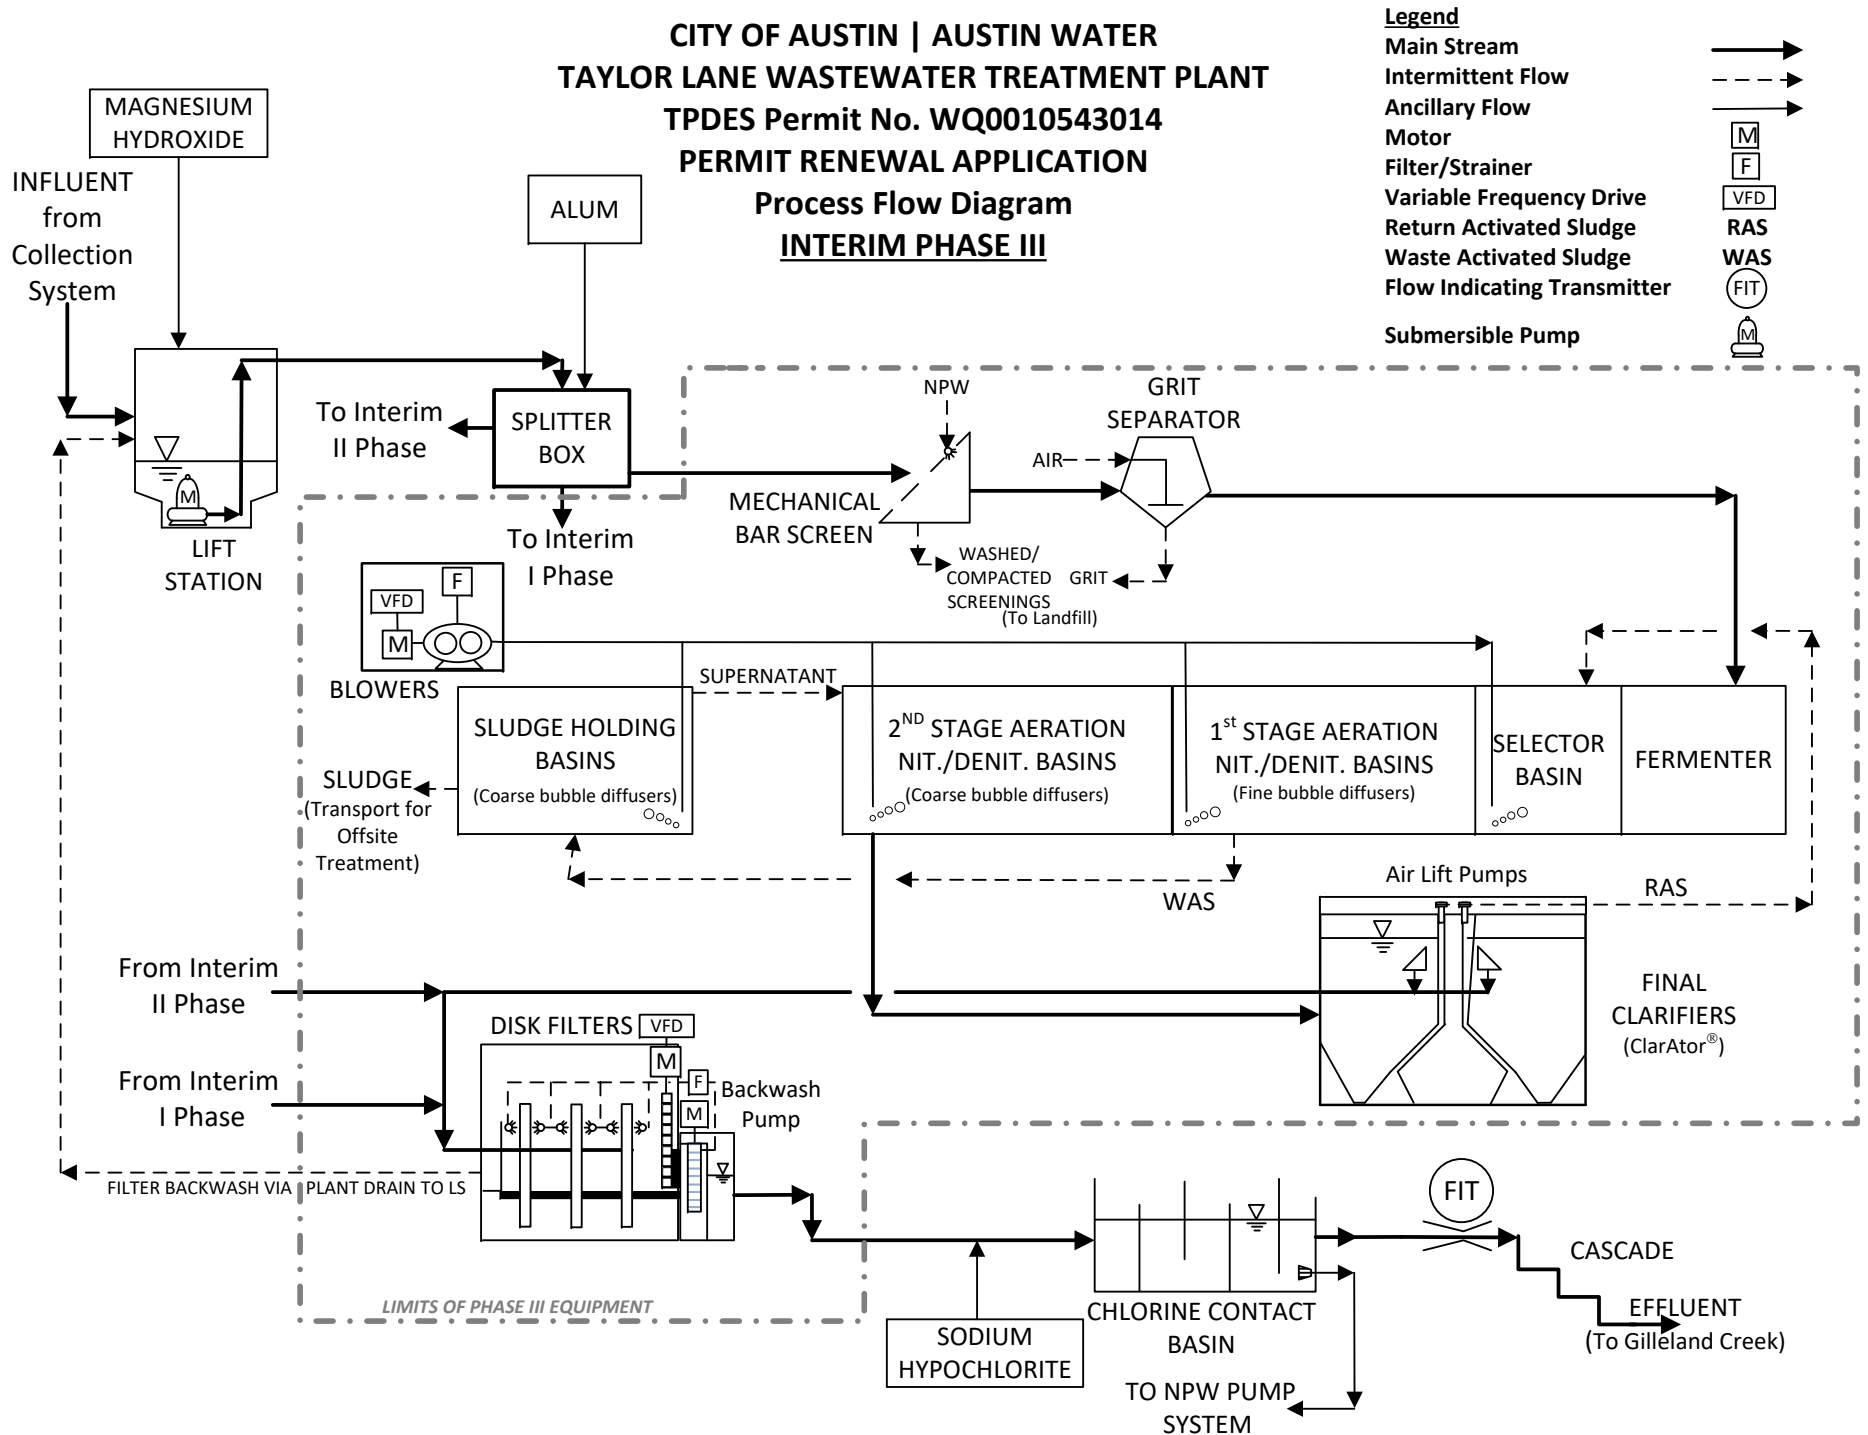 CITY OF AUSTIN | AUSTIN WATER
TAYLOR LANE WASTEWATER TREATMENT PLANT
TPDES Permit No. WQ0010543014
PERMIT RENEWAL APPLICATION
Process Flow Diagram
INTERIM PHASE III
Legend
Main Stream
Intermittent Flow
Ancillary Flow
Motor M
Filter/Strainer F
Variable Frequency Drive VFD
Return Activated Sludge RAS
Waste Activated Sludge WAS
Flow Indicating Transmitter FIT
Submersible Pump M
MAGNESIUM
HYDROXIDE
INFLUENT
from
Collection
System
ALUM
M
LIFT
STATION
To Interim
II Phase
SPLITTER
BOX
To Interim
I Phase
NPW
MECHANICAL
BAR SCREEN
GRIT
SEPARATOR
AIR
WASHED/
COMPACTED
SCREENINGS
GRIT
(To Landfill)
F
VFD
M
BLOWERS
SUPERNATANT
SLUDGE HOLDING
BASINS
(Coarse bubble diffusers)
SLUDGE
(Transport for
Offsite
Treatment)
2ND STAGE AERATION
NIT./DENIT. BASINS
(Coarse bubble diffusers)
1st STAGE AERATION
NIT./DENIT. BASINS
(Fine bubble diffusers)
SELECTOR
BASIN
FERMENTER
WAS
Air Lift Pumps
RAS
FINAL
CLARIFIERS
(ClarAtor®)
From Interim
II Phase
From Interim
I Phase
DISK FILTERS
VFD
M
F
M
Backwash
Pump
FILTER BACKWASH VIA PLANT DRAIN TO LS
LIMITS OF PHASE III EQUIPMENT
SODIUM
HYPOCHLORITE
CHLORINE CONTACT
BASIN
TO NPW PUMP
SYSTEM
FIT
CASCADE
EFFLUENT
(To Gilleland Creek)